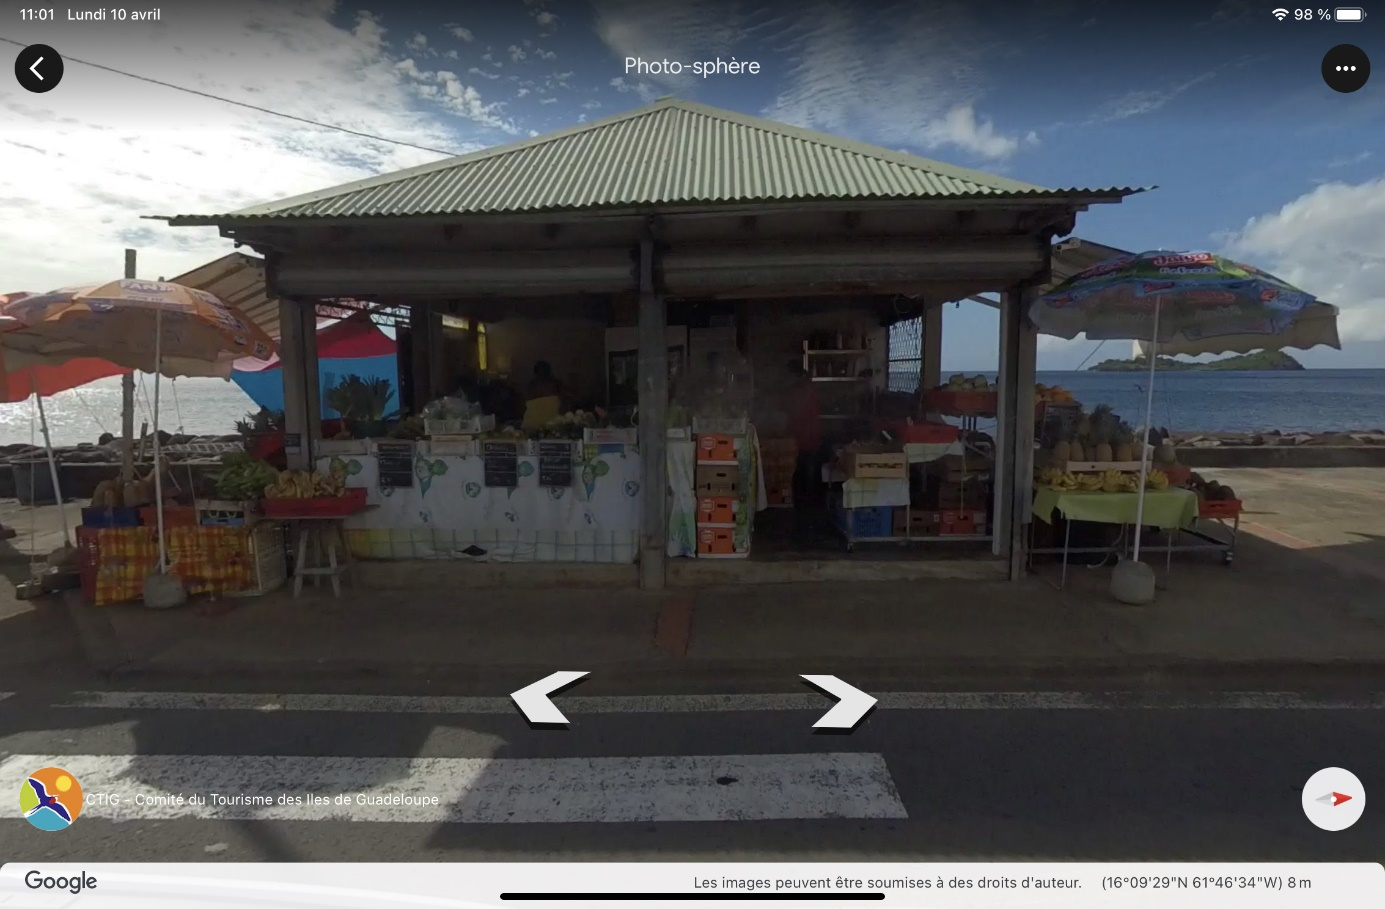 11:01 Lundi 10 avril
98 %
Photo-sphère
CTIG - Comité du Tourisme des Iles de Guadeloupe
Google
Les images peuvent être soumises à des droits d'auteur. (16°09'29"N 61°46'34"W) 8 m